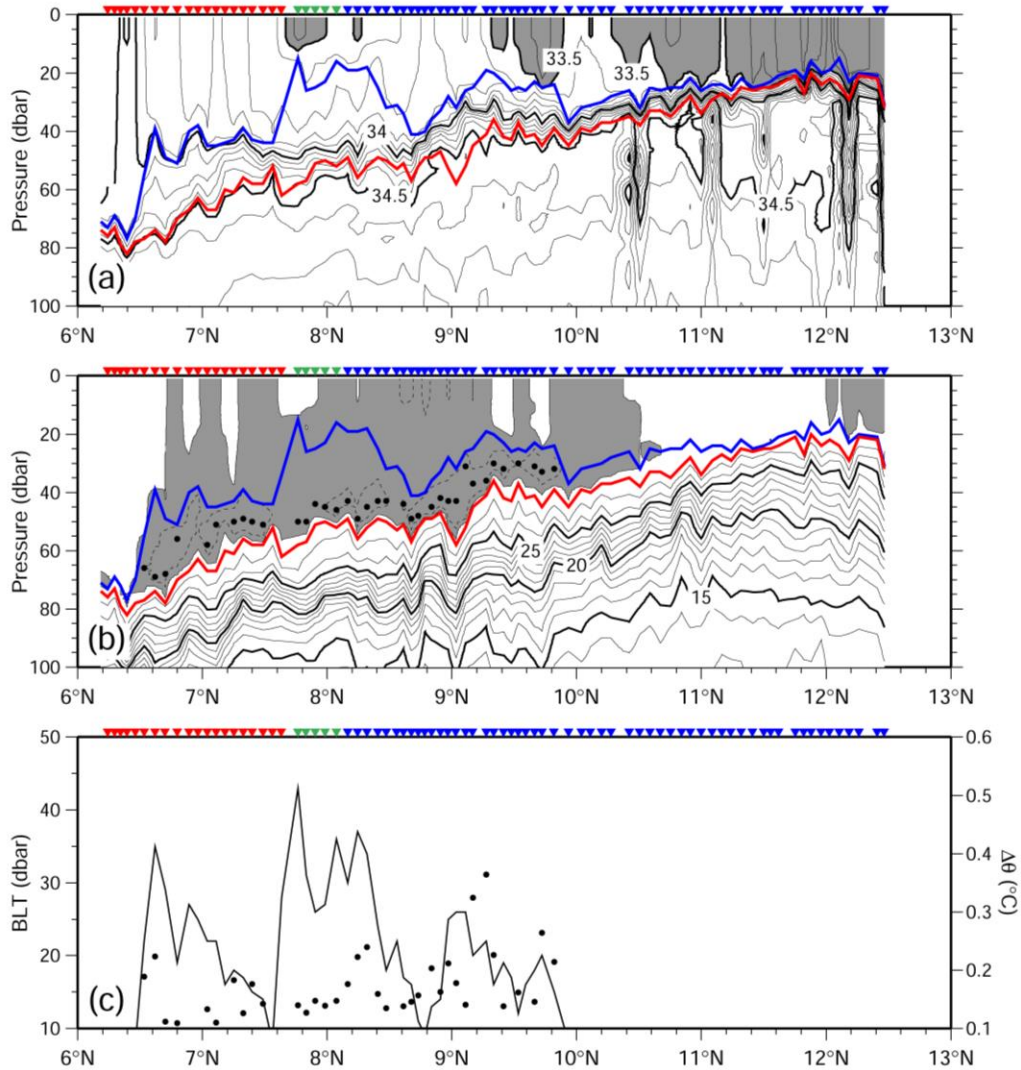 0
20
40
60
80
100
Pressure (dbar)
33.5
33.5
34
34.5
34.5
(a)
6°N
7°N
8°N
9°N
10°N
11°N
12°N
13°N
0
20
40
60
80
100
Pressure (dbar)
25
20
15
(b)
6°N
7°N
8°N
9°N
10°N
11°N
12°N
13°N
50
40
30
20
10
BLT (dbar)
0.6
0.5
0.4
0.3
0.2
0.1
Δθ (°C)
(c)
6°N
7°N
8°N
9°N
10°N
11°N
12°N
13°N